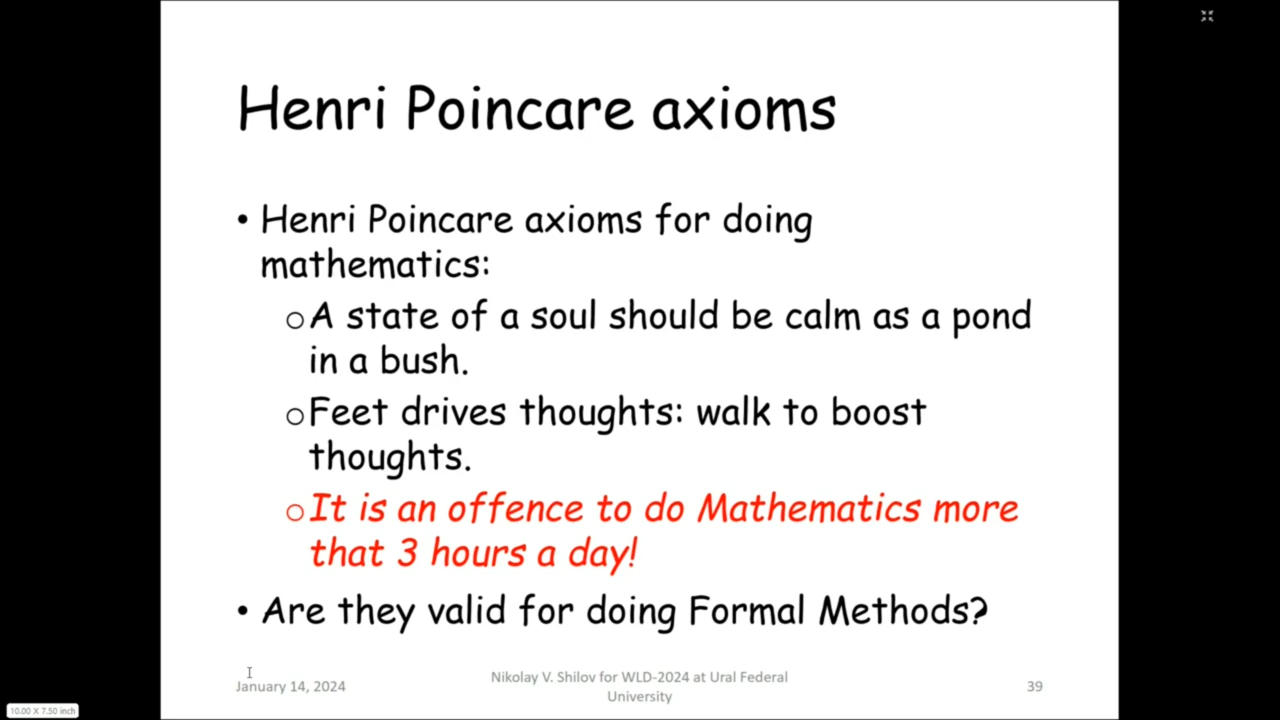 Henri Poincare axioms
• Henri Poincare axioms for doing
mathematics:
○A state of a soul should be calm as a pond
in a bush.
○Feet drives thoughts: walk to boost
thoughts.
○It is an offence to do Mathematics more
that 3 hours a day!
• Are they valid for doing Formal Methods?
January 14, 2024
Nikolay V. Shilov for WLD-2024 at Ural Federal
University
39
10.00 X 7.50 inch